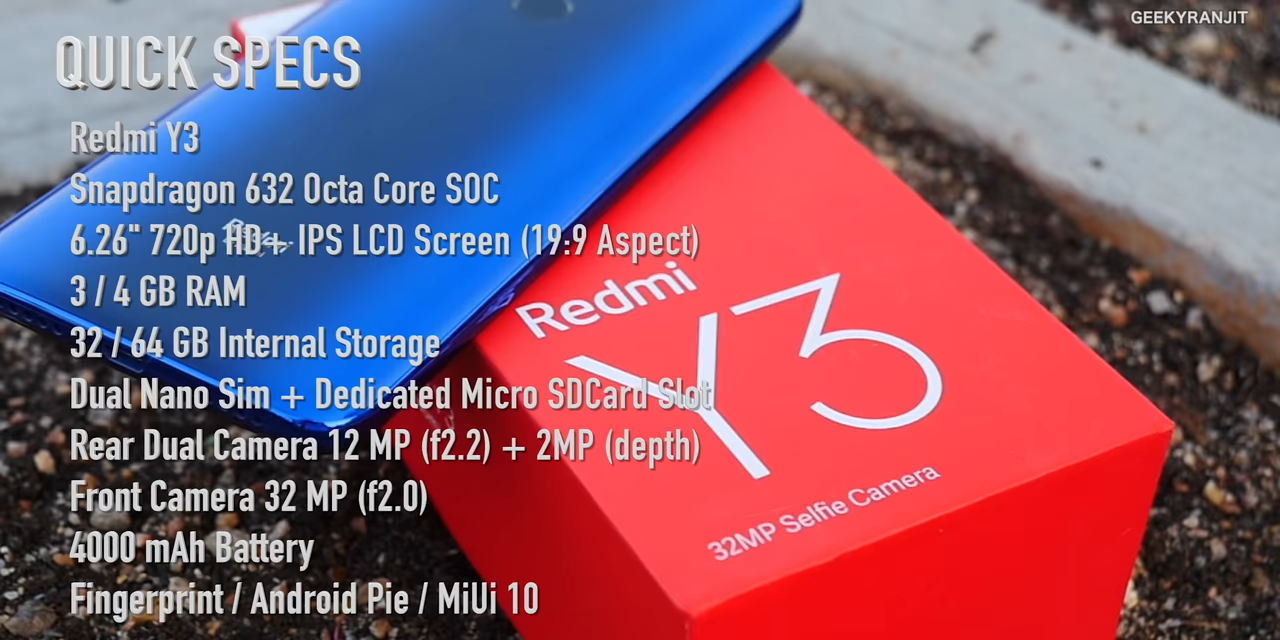 GEEKYRANJIT
QUICK SPECS
Redmi Y3
Snapdragon 632 Octa Core SOC
6.26" 720p HD+ IPS LCD Screen (19:9 Aspect)
3 / 4 GB RAM
32 / 64 GB Internal Storage
Dual Nano Sim + Dedicated Micro SDCard Slot
Rear Dual Camera 12 MP (f2.2) + 2MP (depth)
Front Camera 32 MP (f2.0)
4000 mAh Battery
Fingerprint / Android Pie / MiUi 10
Redmi
Y3
32MP Selfie Camera